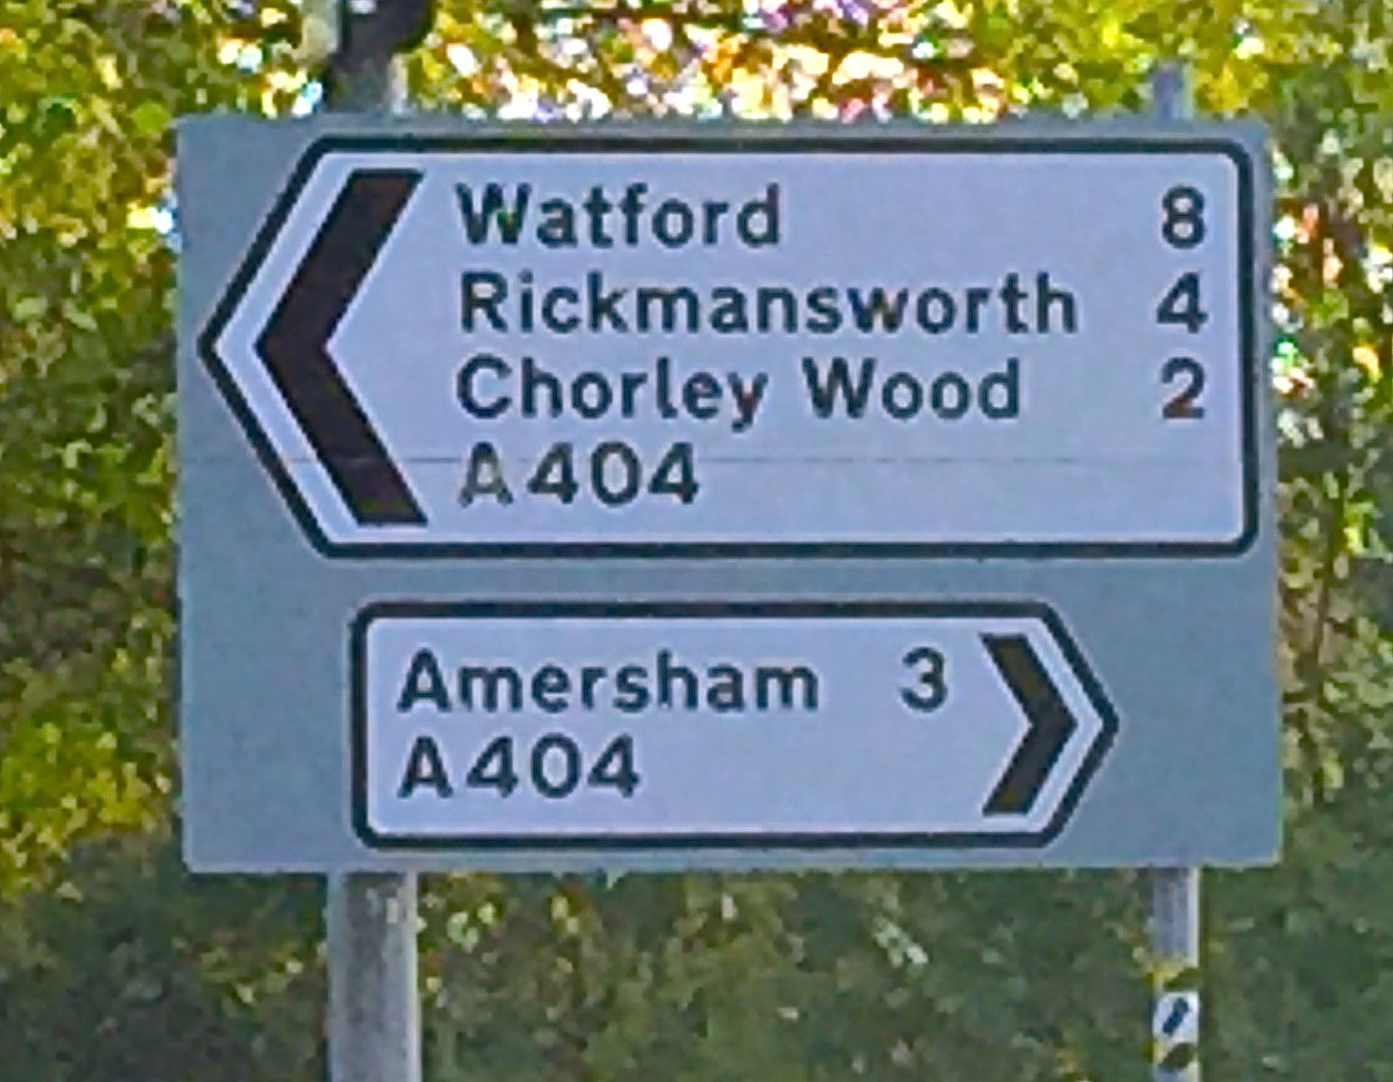 Watford 8
Rickmansworth 4
Chorley Wood 2
A404
Amersham 3
A404